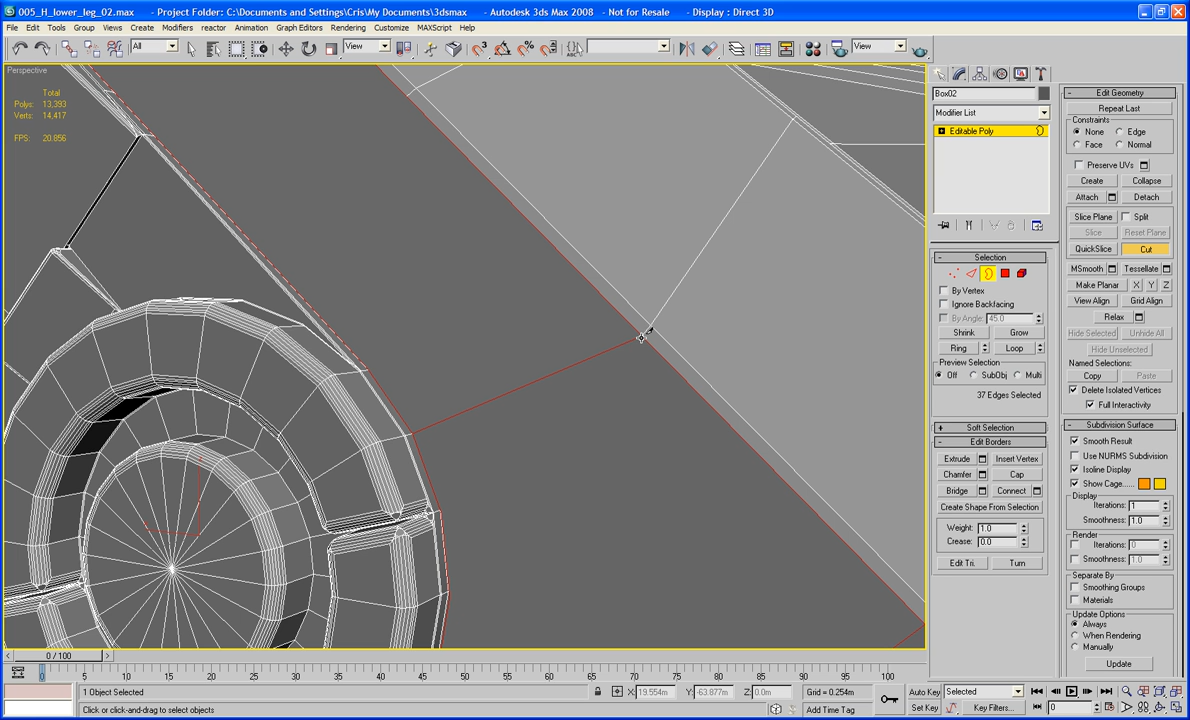 005_H_lower_leg_02.max - Project Folder: C:\Documents and Settings\Cris\My Documents\3dsmax - Autodesk 3ds Max 2008 - Not for Resale - Display : Direct 3D
File Edit Tools Group Views Create Modifiers reactor Animation Graph Editors Rendering Customize MAXScript Help
All View View
Perspective
Total
Polys: 13,393
Verts: 14,417
FPS: 20.856
Box02
Modifier List
Editable Poly
Selection
By Vertex
Ignore Backfacing
By Angle: 45.0
Shrink Grow
Ring Loop
Preview Selection
Off SubObj Multi
37 Edges Selected
Soft Selection
Edit Borders
Extrude Insert Vertex
Chamfer Cap
Bridge Connect
Create Shape From Selection
Weight: 1.0
Crease: 0.0
Edit Tri. Turn
Edit Geometry
Repeat Last
Constraints
None Edge
Face Normal
Preserve UVs
Create Collapse
Attach Detach
Slice Plane Split
Slice Reset Plane
QuickSlice Cut
MSmooth Tessellate
Make Planar X Y Z
View Align Grid Align
Relax
Hide Selected Unhide All
Hide Unselected
Named Selections:
Copy Paste
Delete Isolated Vertices
Full Interactivity
Subdivision Surface
Smooth Result
Use NURMS Subdivision
Isoline Display
Show Cage......
Display
Iterations: 1
Smoothness: 1.0
Render
Iterations: 0
Smoothness: 1.0
Separate By
Smoothing Groups
Materials
Update Options
Always
When Rendering
Manually
Update
0 / 100
0 5 10 15 20 25 30 35 40 45 50 55 60 65 70 75 80 85 90 95 100
1 Object Selected X: 19.554m Y: -63.877m Z: 0.0m Grid = 0.254m Auto Key Selected
Click or click-and-drag to select objects Add Time Tag Set Key Key Filters... 0